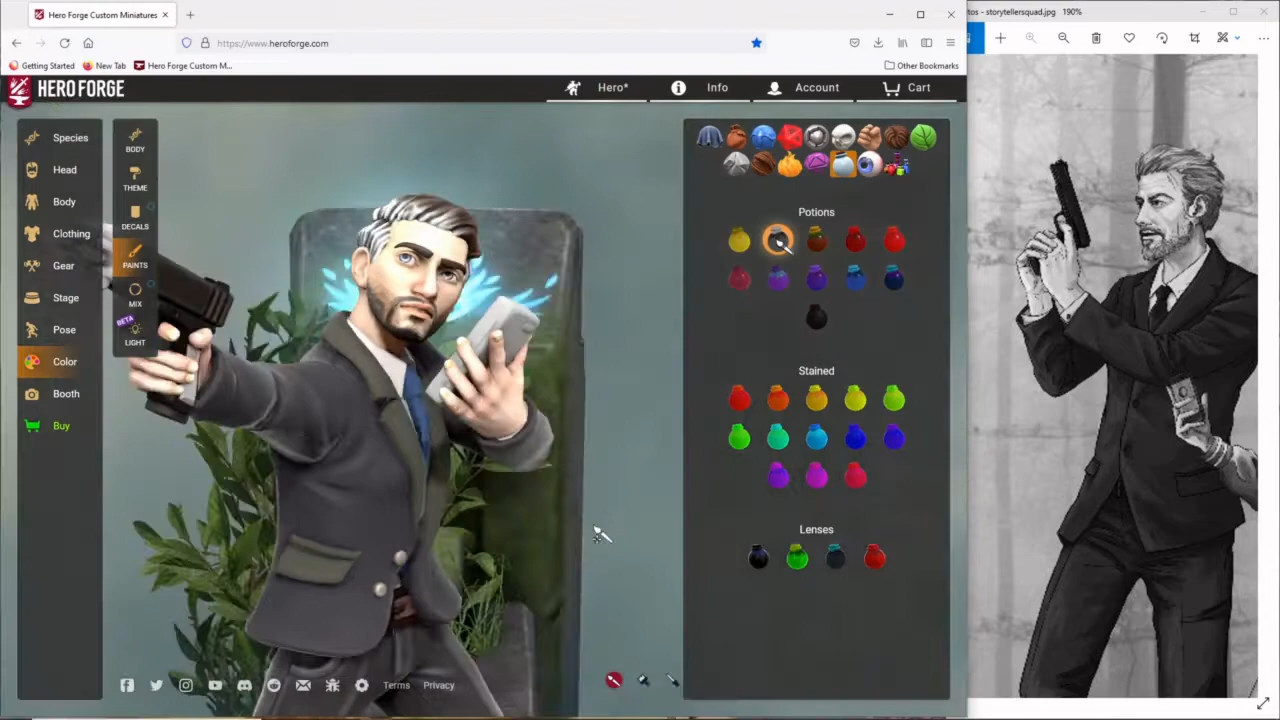 Hero Forge Custom Miniatures
https://www.heroforge.com
Getting Started
New Tab
Hero Forge Custom M...
Other Bookmarks
tos - storytellersquad.jpg 190%
HERO FORGE
Hero*
Info
Account
Cart
Species
Head
Body
Clothing
Gear
Stage
Pose
Color
Booth
Buy
BODY
THEME
DECALS
PAINTS
MIX
BETA
LIGHT
Potions
Stained
Lenses
Terms
Privacy